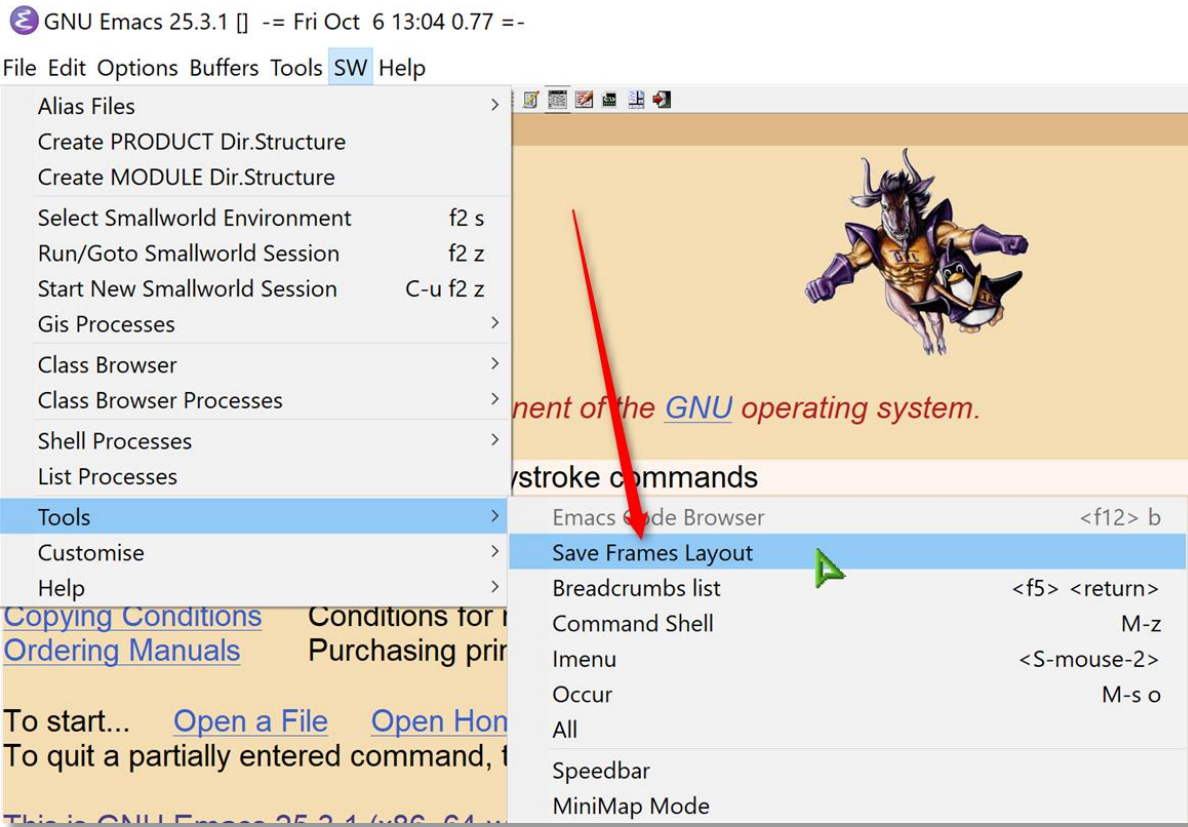 GNU Emacs 25.3.1 [] -= Fri Oct 6 13:04 0.77 =-
File Edit Options Buffers Tools SW Help
Alias Files >
Create PRODUCT Dir.Structure
Create MODULE Dir.Structure
Select Smallworld Environment f2 s
Run/Goto Smallworld Session f2 z
Start New Smallworld Session C-u f2 z
Gis Processes >
Class Browser >
Class Browser Processes >
Shell Processes >
List Processes
Tools >
Customise >
Help >
nent of the GNU operating system.
ystroke commands
Emacs Code Browser <f12> b
Save Frames Layout
Breadcrumbs list <f5> <return>
Command Shell M-z
Imenu <S-mouse-2>
Occur M-s o
All
Speedbar
MiniMap Mode
Copying Conditions Conditions for
Ordering Manuals Purchasing prin
To start... Open a File Open Hom
To quit a partially entered command, t
This is GNU Emacs 25.3.1 (x86_64-w